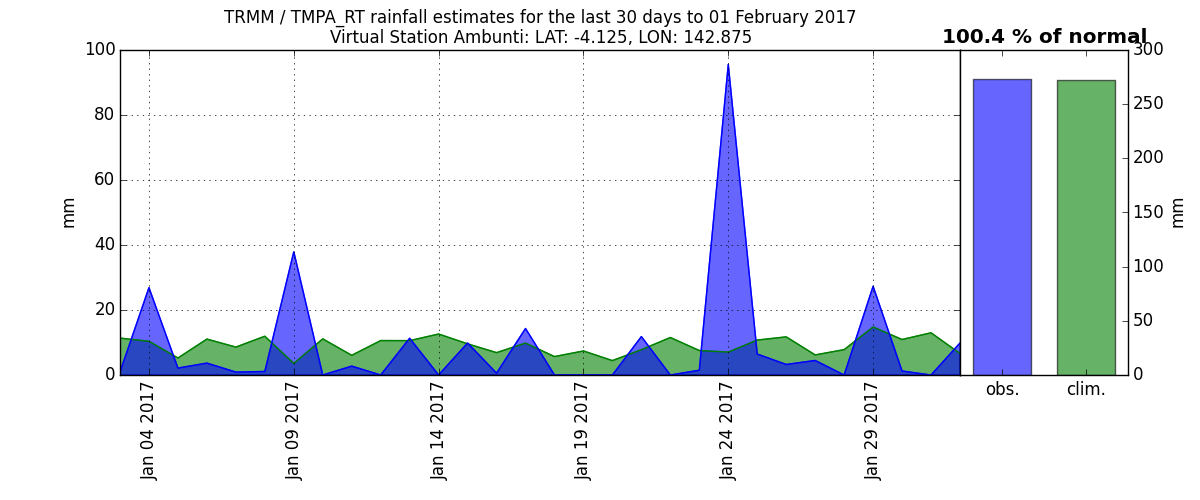 TRMM / TMPA_RT rainfall estimates for the last 30 days to 01 February 2017
Virtual Station Ambunti: LAT: -4.125, LON: 142.875
100.4 % of normal
100
80
60
40
20
0
mm
Jan 04 2017
Jan 09 2017
Jan 14 2017
Jan 19 2017
Jan 24 2017
Jan 29 2017
300
250
200
150
100
50
0
mm
obs.
clim.